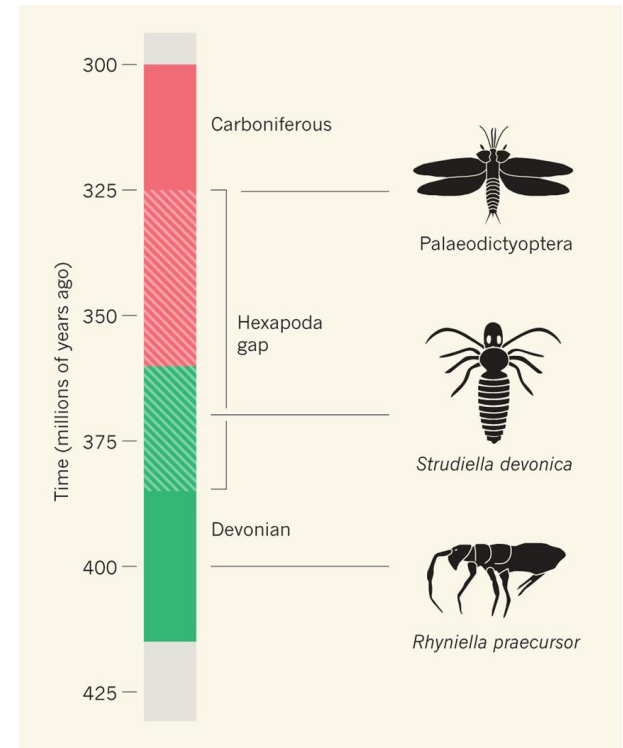 Time (millions of years ago)
300
Carboniferous
325
Palaeodictyoptera
350
Hexapoda
gap
375
Strudiella devonica
Devonian
400
Rhyniella praecursor
425